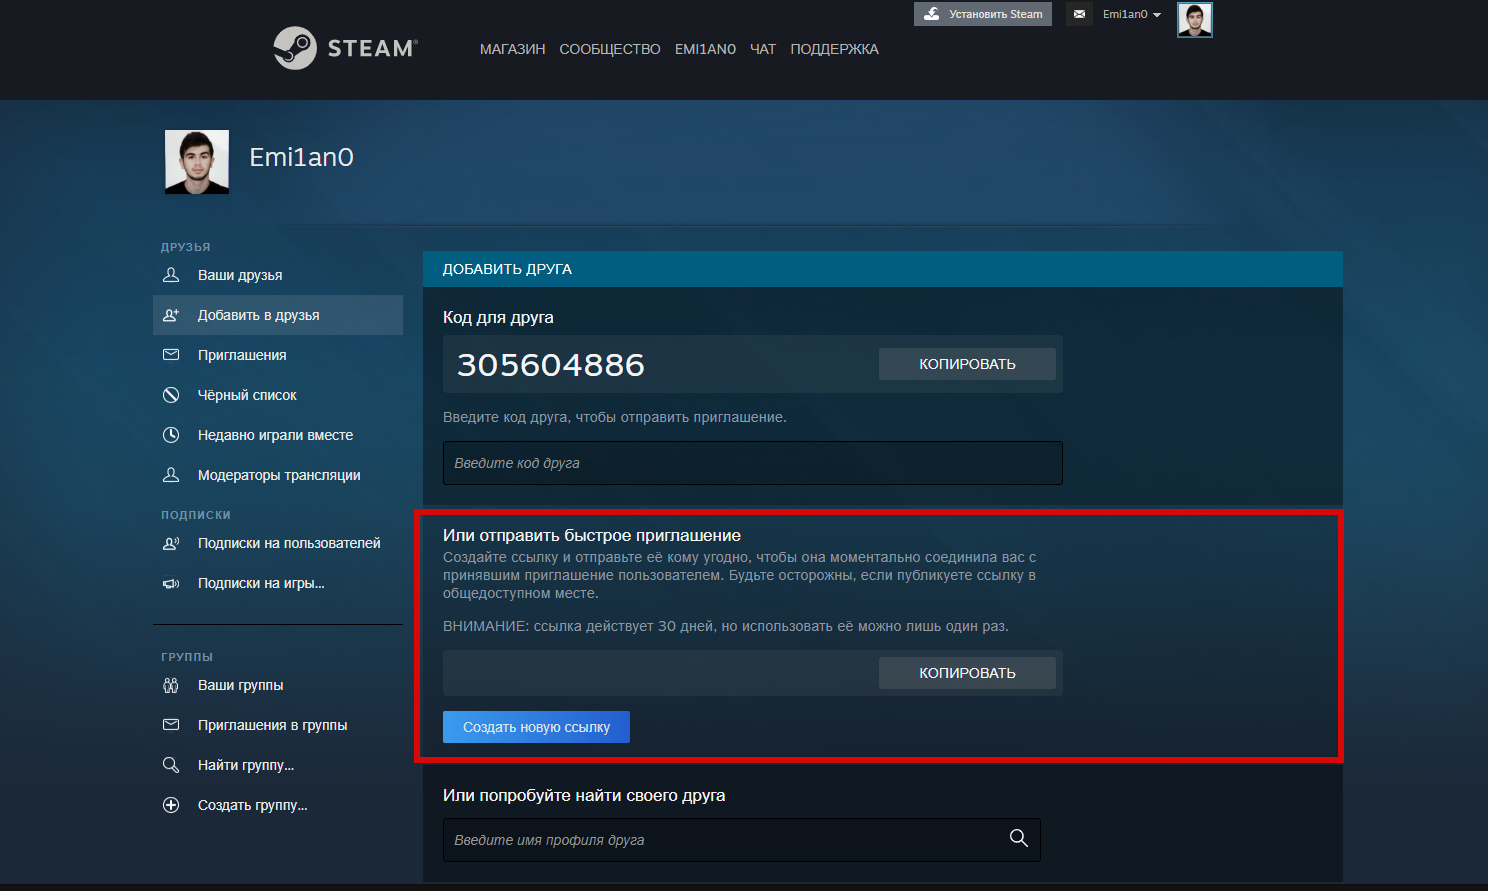 Установить Steam
Emi1an0
STEAM®
МАГАЗИН СООБЩЕСТВО EMI1AN0 ЧАТ ПОДДЕРЖКА
Emi1an0
ДРУЗЬЯ
Ваши друзья
Добавить в друзья
Приглашения
Чёрный список
Недавно играли вместе
Модераторы трансляции
ПОДПИСКИ
Подписки на пользователей
Подписки на игры...
ГРУППЫ
Ваши группы
Приглашения в группы
Найти группу...
Создать группу...
ДОБАВИТЬ ДРУГА
Код для друга
305604886
КОПИРОВАТЬ
Введите код друга, чтобы отправить приглашение.
Введите код друга
Или отправить быстрое приглашение
Создайте ссылку и отправьте её кому угодно, чтобы она моментально соединила вас с
принявшим приглашение пользователем. Будьте осторожны, если публикуете ссылку в
общедоступном месте.
ВНИМАНИЕ: ссылка действует 30 дней, но использовать её можно лишь один раз.
КОПИРОВАТЬ
Создать новую ссылку
Или попробуйте найти своего друга
Введите имя профиля друга